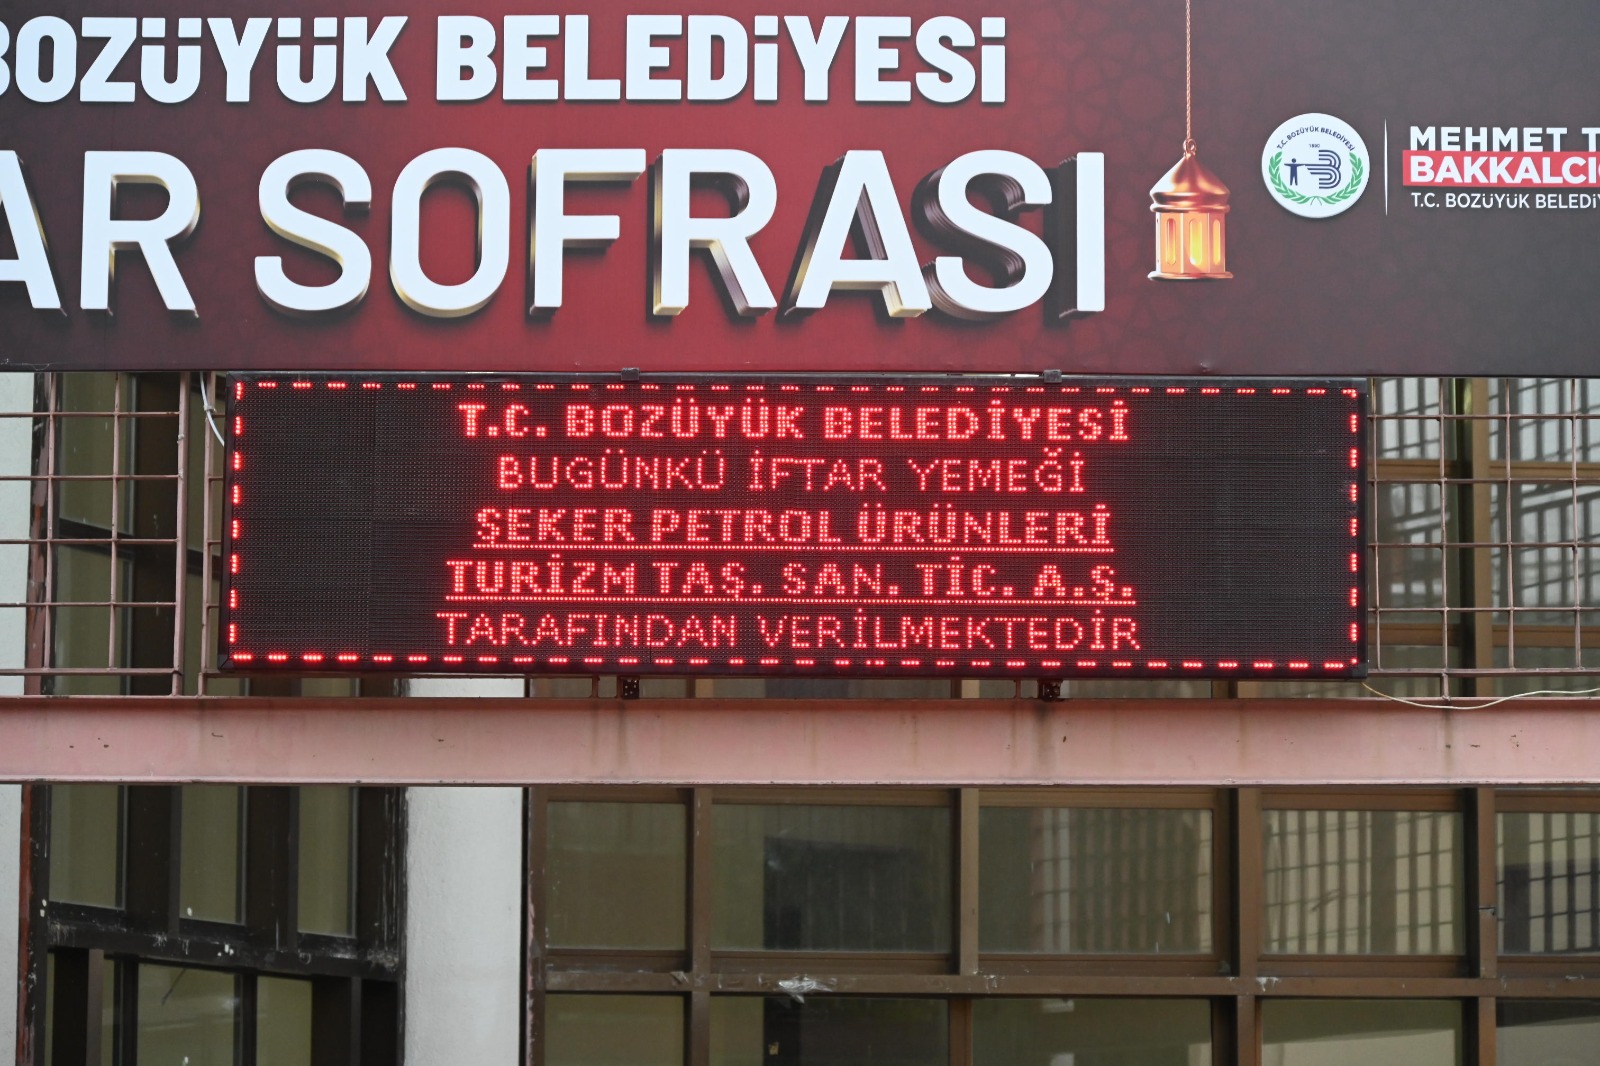 BOZÜYÜK BELEDİYESİ
AR SOFRASI
T.C. BOZÜYÜK BELEDİYESİ
1890
MEHMET T
BAKKALCI
T.C. BOZÜYÜK BELEDİY
T.C. BOZÜYÜK BELEDİYESİ
BUGÜNKÜ İFTAR YEMEĞİ
ŞEKER PETROL ÜRÜNLERİ
TURİZM TAŞ. SAN. TİC. A.Ş.
TARAFINDAN VERİLMEKTEDİR